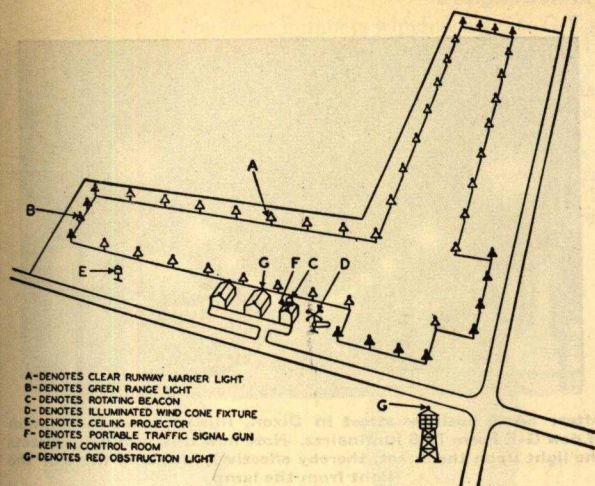 A
B
E
G
F
C
D
G
A-DENOTES CLEAR RUNWAY MARKER LIGHT
B-DENOTES GREEN RANGE LIGHT
C-DENOTES ROTATING BEACON
D-DENOTES ILLUMINATED WIND CONE FIXTURE
E-DENOTES CEILING PROJECTOR
F-DENOTES PORTABLE TRAFFIC SIGNAL GUN
KEPT IN CONTROL ROOM
G-DENOTES RED OBSTRUCTION LIGHT